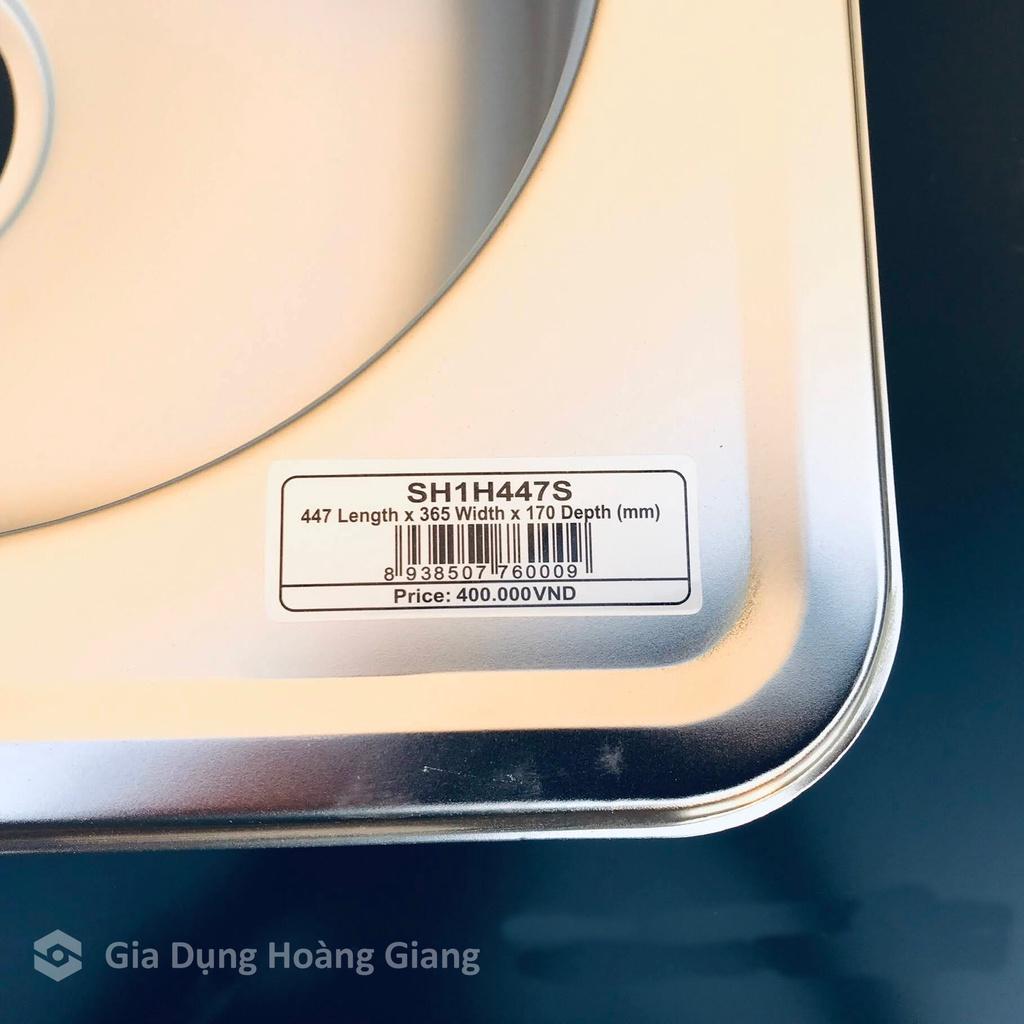 SH1H447S
447 Length x 365 Width x 170 Depth (mm)
8 938507 760009
Price: 400.000VND
Gia Dụng Hoàng Giang